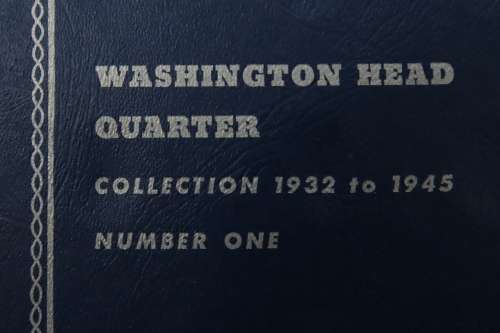 WASHINGTON HEAD
QUARTER
COLLECTION 1932 to 1945
NUMBER ONE